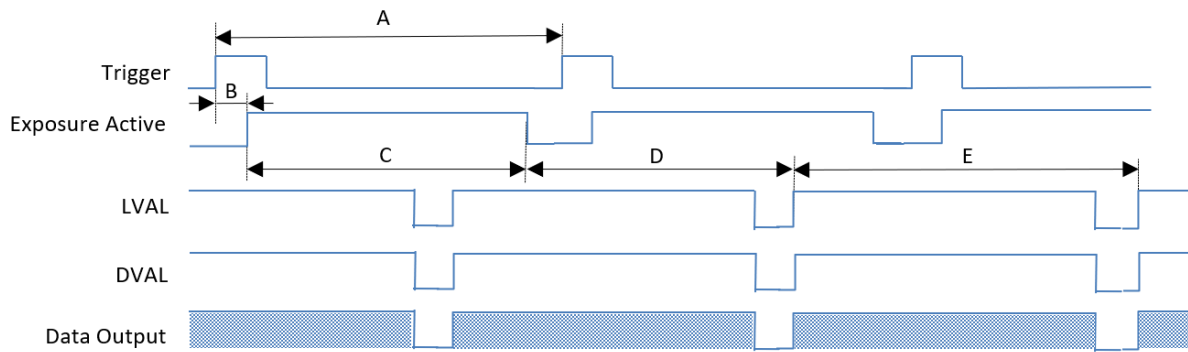 A
Trigger
B
Exposure Active
C
D
E
LVAL
DVAL
Data Output